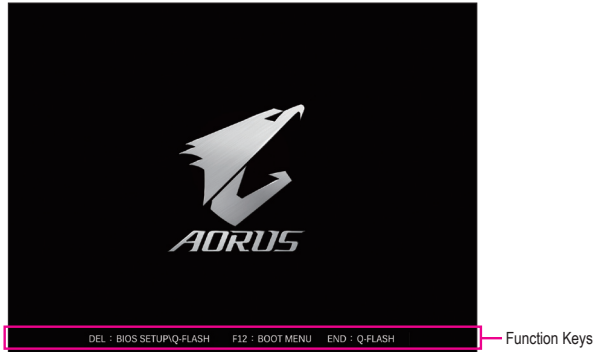 AORUS
DEL : BIOS SETUP\Q-FLASH F12 : BOOT MENU END : Q-FLASH
Function Keys